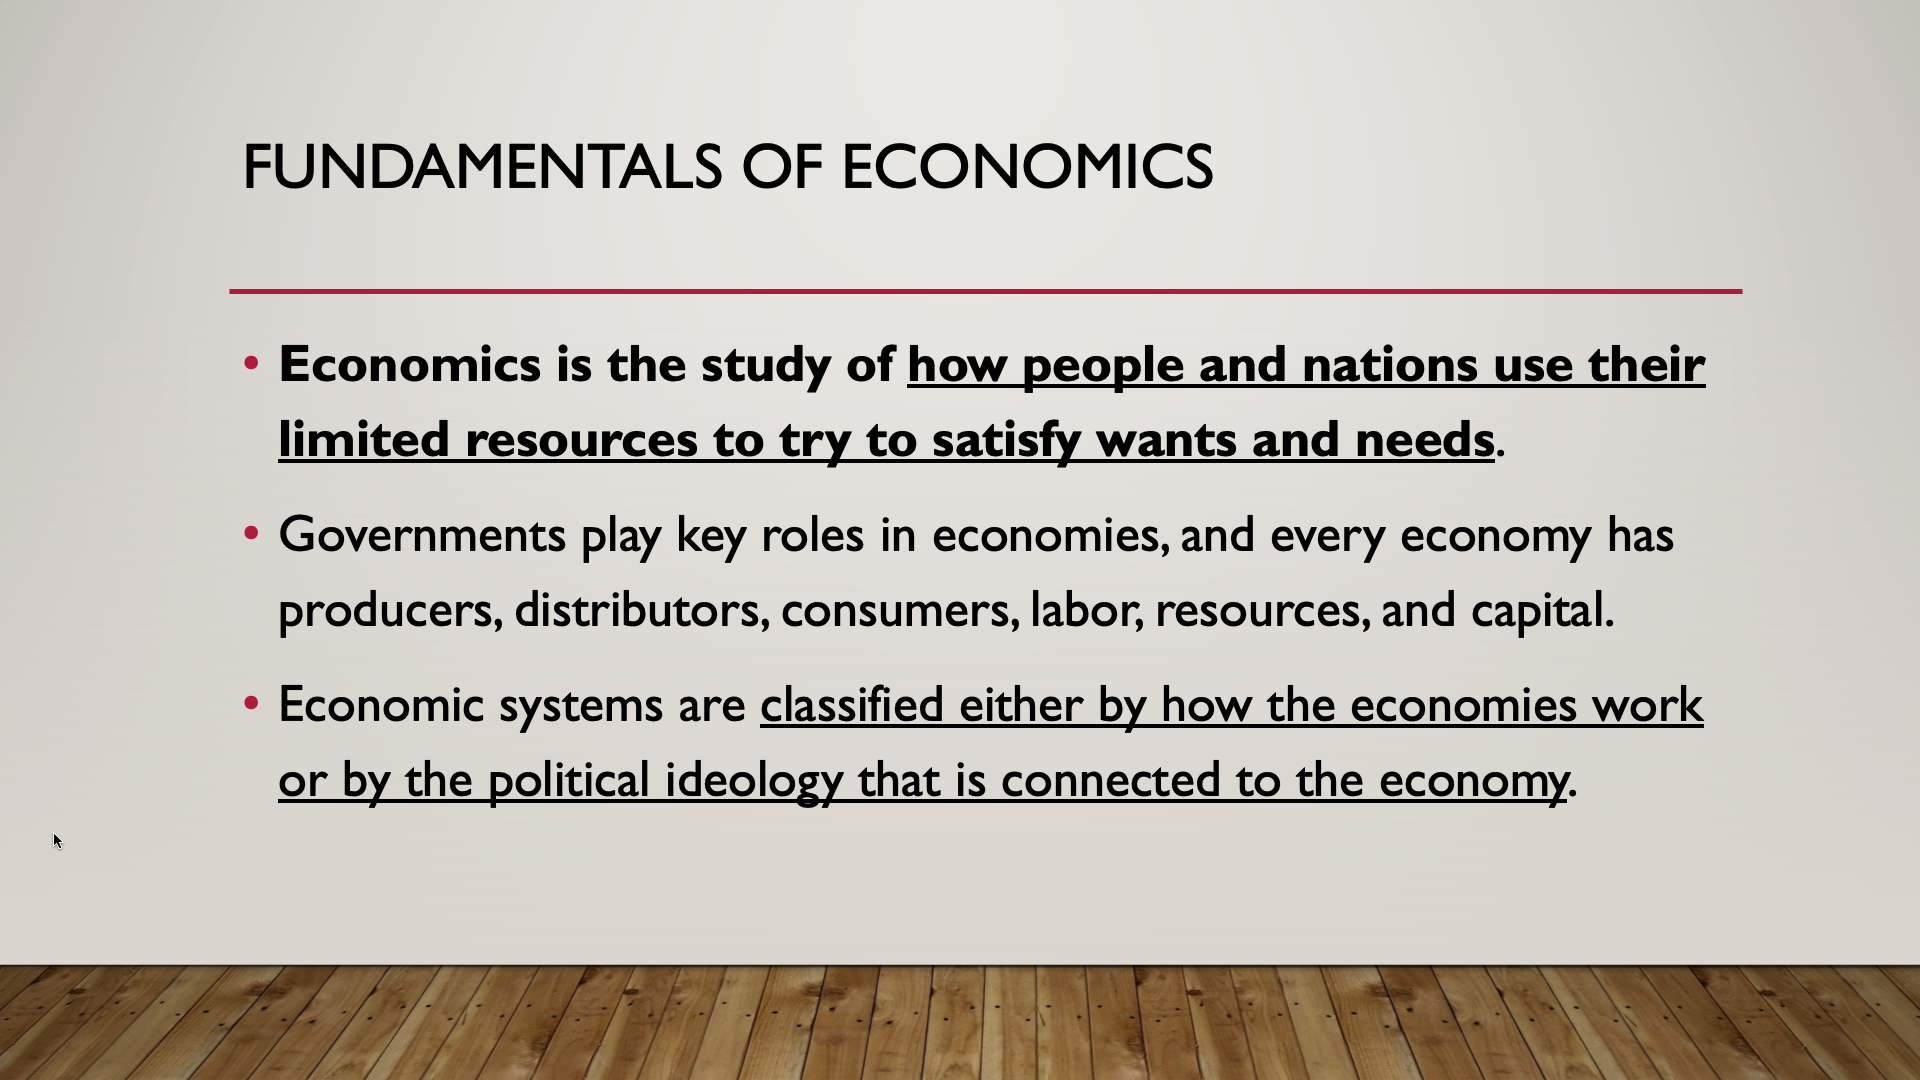 FUNDAMENTALS OF ECONOMICS
• Economics is the study of how people and nations use their
limited resources to try to satisfy wants and needs.
• Governments play key roles in economies, and every economy has
producers, distributors, consumers, labor, resources, and capital.
• Economic systems are classified either by how the economies work
or by the political ideology that is connected to the economy.